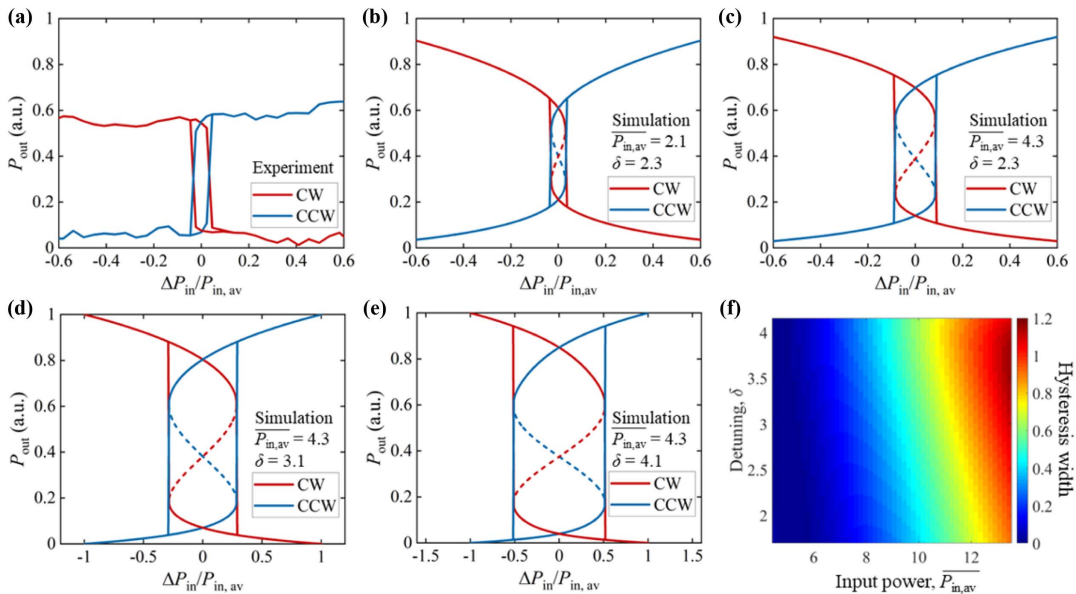 (a)
1
0.8
0.6
0.4
0.2
0
P_out (a.u.)
Experiment
CW
CCW
-0.6 -0.4 -0.2 0 0.2 0.4 0.6
ΔP_in/P_in, av
(b)
1
0.8
0.6
0.4
0.2
0
P_out (a.u.)
Simulation
P̅_in,av = 2.1
δ = 2.3
CW
CCW
-0.6 -0.4 -0.2 0 0.2 0.4 0.6
ΔP_in/P_in,av
(c)
1
0.8
0.6
0.4
0.2
0
P_out (a.u.)
Simulation
P̅_in,av = 4.3
δ = 2.3
CW
CCW
-0.6 -0.4 -0.2 0 0.2 0.4 0.6
ΔP_in/P_in, av
(d)
1
0.8
0.6
0.4
0.2
0
P_out (a.u.)
Simulation
P̅_in,av = 4.3
δ = 3.1
CW
CCW
-1 -0.5 0 0.5 1
ΔP_in/P_in, av
(e)
1
0.8
0.6
0.4
0.2
0
P_out (a.u.)
Simulation
P̅_in,av = 4.3
δ = 4.1
CW
CCW
-1.5 -1 -0.5 0 0.5 1 1.5
ΔP_in/P_in, av
(f)
4
3.5
3
2.5
2
Detuning, δ
6 8 10 12
Input power, P̅_in,av
1.2
1
0.8
0.6
0.4
0.2
0
Hysteresis width